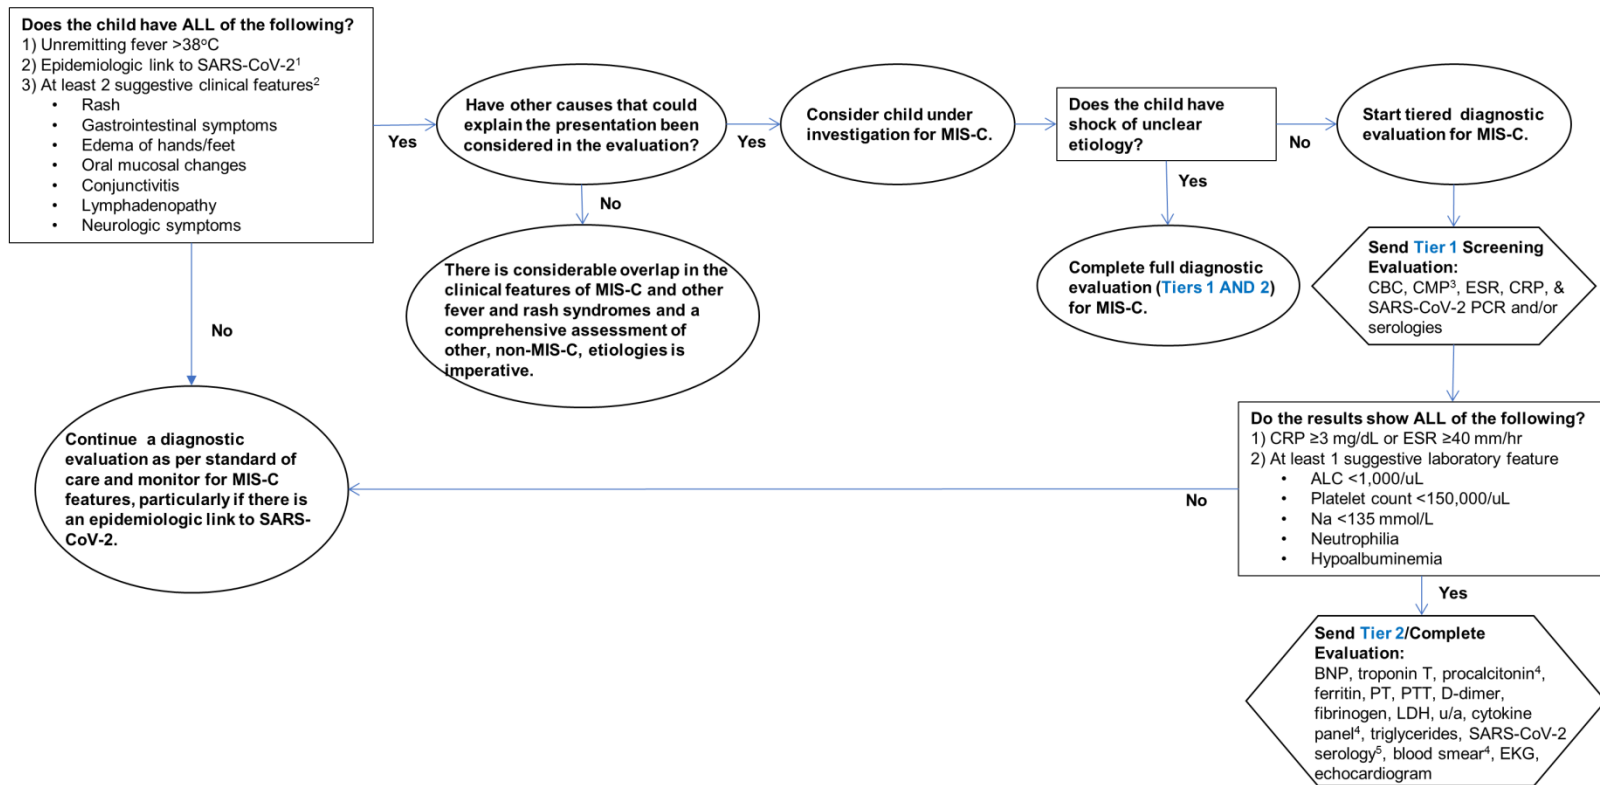 Does the child have ALL of the following?
1) Unremitting fever >38ᵒC
2) Epidemiologic link to SARS-CoV-2¹
3) At least 2 suggestive clinical features²
• Rash
• Gastrointestinal symptoms
• Edema of hands/feet
• Oral mucosal changes
• Conjunctivitis
• Lymphadenopathy
• Neurologic symptoms
Yes
Have other causes that could
explain the presentation been
considered in the evaluation?
Yes
Consider child under
investigation for MIS-C.
Does the child have
shock of unclear
etiology?
No
Start tiered diagnostic
evaluation for MIS-C.
No
There is considerable overlap in the
clinical features of MIS-C and other
fever and rash syndromes and a
comprehensive assessment of
other, non-MIS-C, etiologies is
imperative.
Yes
Complete full diagnostic
evaluation (Tiers 1 AND 2)
for MIS-C.
Send Tier 1 Screening
Evaluation:
CBC, CMP³, ESR, CRP, &
SARS-CoV-2 PCR and/or
serologies
No
Continue a diagnostic
evaluation as per standard of
care and monitor for MIS-C
features, particularly if there is
an epidemiologic link to SARS-
CoV-2.
Do the results show ALL of the following?
1) CRP ≥3 mg/dL or ESR ≥40 mm/hr
2) At least 1 suggestive laboratory feature
• ALC <1,000/uL
• Platelet count <150,000/uL
• Na <135 mmol/L
• Neutrophilia
• Hypoalbuminemia
No
Yes
Send Tier 2/Complete
Evaluation:
BNP, troponin T, procalcitonin⁴,
ferritin, PT, PTT, D-dimer,
fibrinogen, LDH, u/a, cytokine
panel⁴, triglycerides, SARS-CoV-2
serology⁵, blood smear⁴, EKG,
echocardiogram